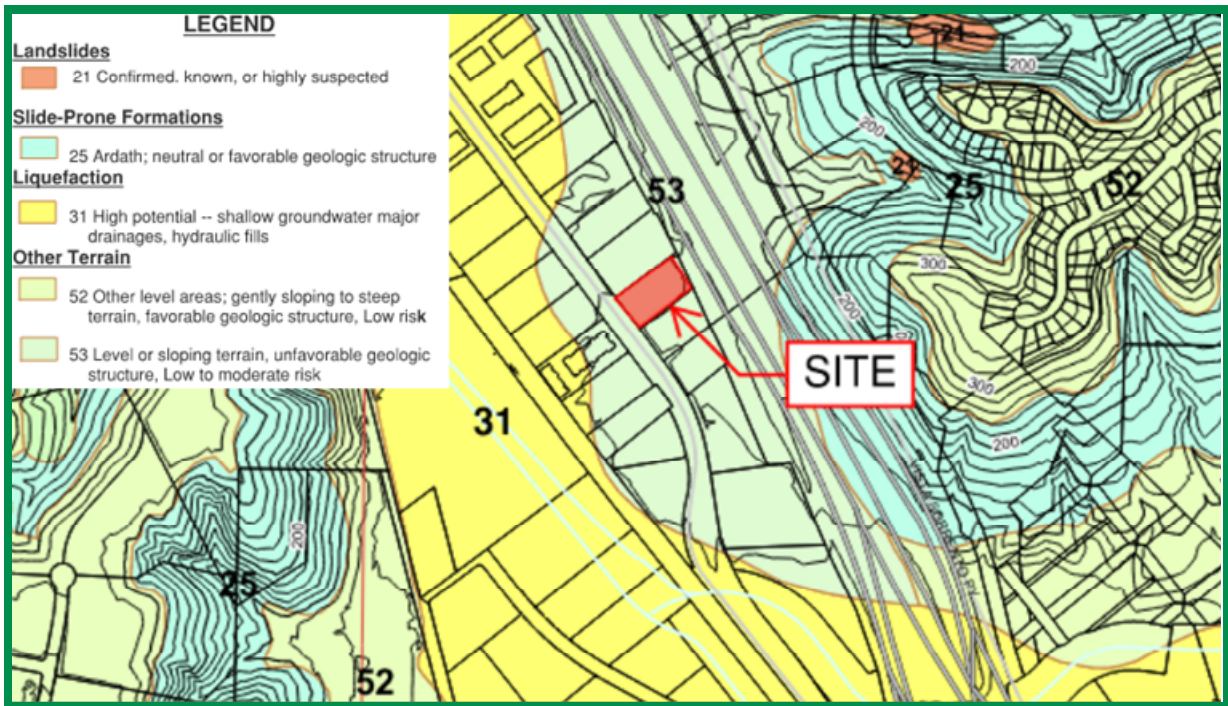 LEGEND
Landslides
21 Confirmed. known, or highly suspected
Slide-Prone Formations
25 Ardath; neutral or favorable geologic structure
Liquefaction
31 High potential -- shallow groundwater major
drainages, hydraulic fills
Other Terrain
52 Other level areas; gently sloping to steep
terrain, favorable geologic structure, Low risk
53 Level or sloping terrain, unfavorable geologic
structure, Low to moderate risk
21
200
200
53
21
25
52
300
200
SITE
300
31
200
200
25
52